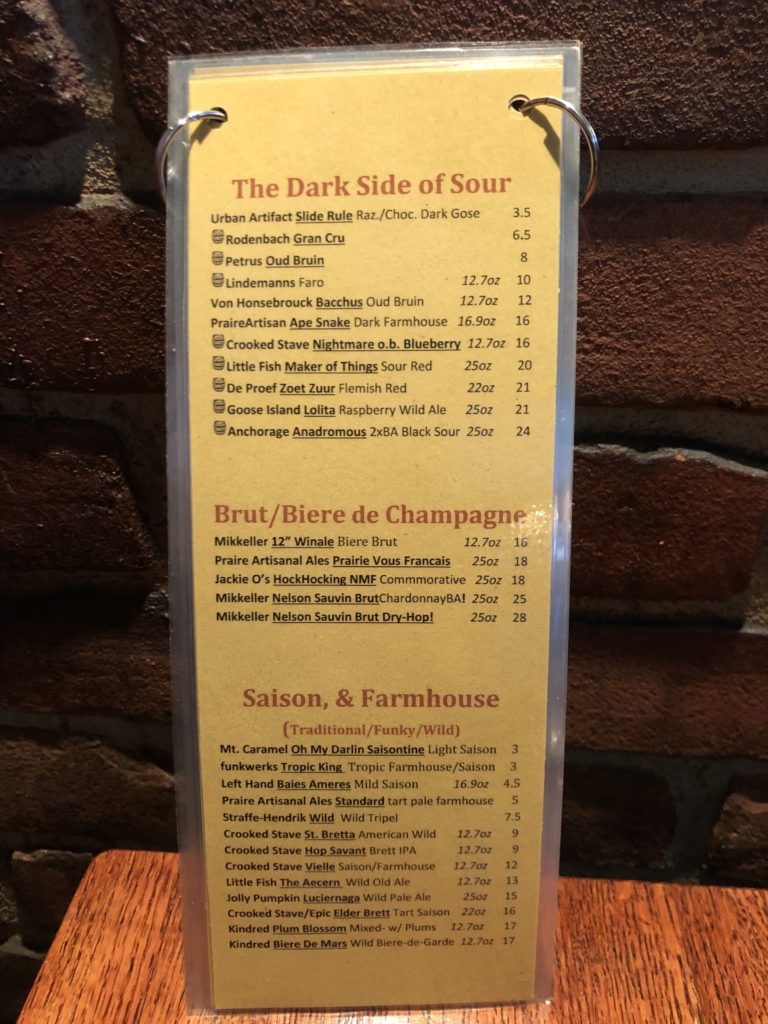 The Dark Side of Sour
Urban Artifact Slide Rule Raz./Choc. Dark Gose 3.5
Rodenbach Gran Cru 6.5
Petrus Oud Bruin 8
Lindemanns Faro 12.7oz 10
Von Honsebrouck Bacchus Oud Bruin 12.7oz 12
PraireArtisan Ape Snake Dark Farmhouse 16.9oz 16
Crooked Stave Nightmare o.b. Blueberry 12.7oz 16
Little Fish Maker of Things Sour Red 25oz 20
De Proef Zoet Zuur Flemish Red 22oz 21
Goose Island Lolita Raspberry Wild Ale 25oz 21
Anchorage Anadromous 2xBA Black Sour 25oz 24
Brut/Biere de Champagne
Mikkeller 12” Winale Biere Brut 12.7oz 16
Praire Artisanal Ales Prairie Vous Francais 25oz 18
Jackie O’s HockHocking NMF Commmorative 25oz 18
Mikkeller Nelson Sauvin BrutChardonnayBA! 25oz 25
Mikkeller Nelson Sauvin Brut Dry-Hop! 25oz 28
Saison, & Farmhouse
(Traditional/Funky/Wild)
Mt. Caramel Oh My Darlin Saisontine Light Saison 3
funkwerks Tropic King Tropic Farmhouse/Saison 3
Left Hand Baies Ameres Mild Saison 16.9oz 4.5
Praire Artisanal Ales Standard tart pale farmhouse 5
Straffe-Hendrik Wild Wild Tripel 7.5
Crooked Stave St. Bretta American Wild 12.7oz 9
Crooked Stave Hop Savant Brett IPA 12.7oz 9
Crooked Stave Vielle Saison/Farmhouse 12.7oz 12
Little Fish The Aecern Wild Old Ale 12.7oz 13
Jolly Pumpkin Luciernaga Wild Pale Ale 25oz 15
Crooked Stave/Epic Elder Brett Tart Saison 22oz 16
Kindred Plum Blossom Mixed- w/ Plums 12.7oz 17
Kindred Biere De Mars Wild Biere-de-Garde 12.7oz 17